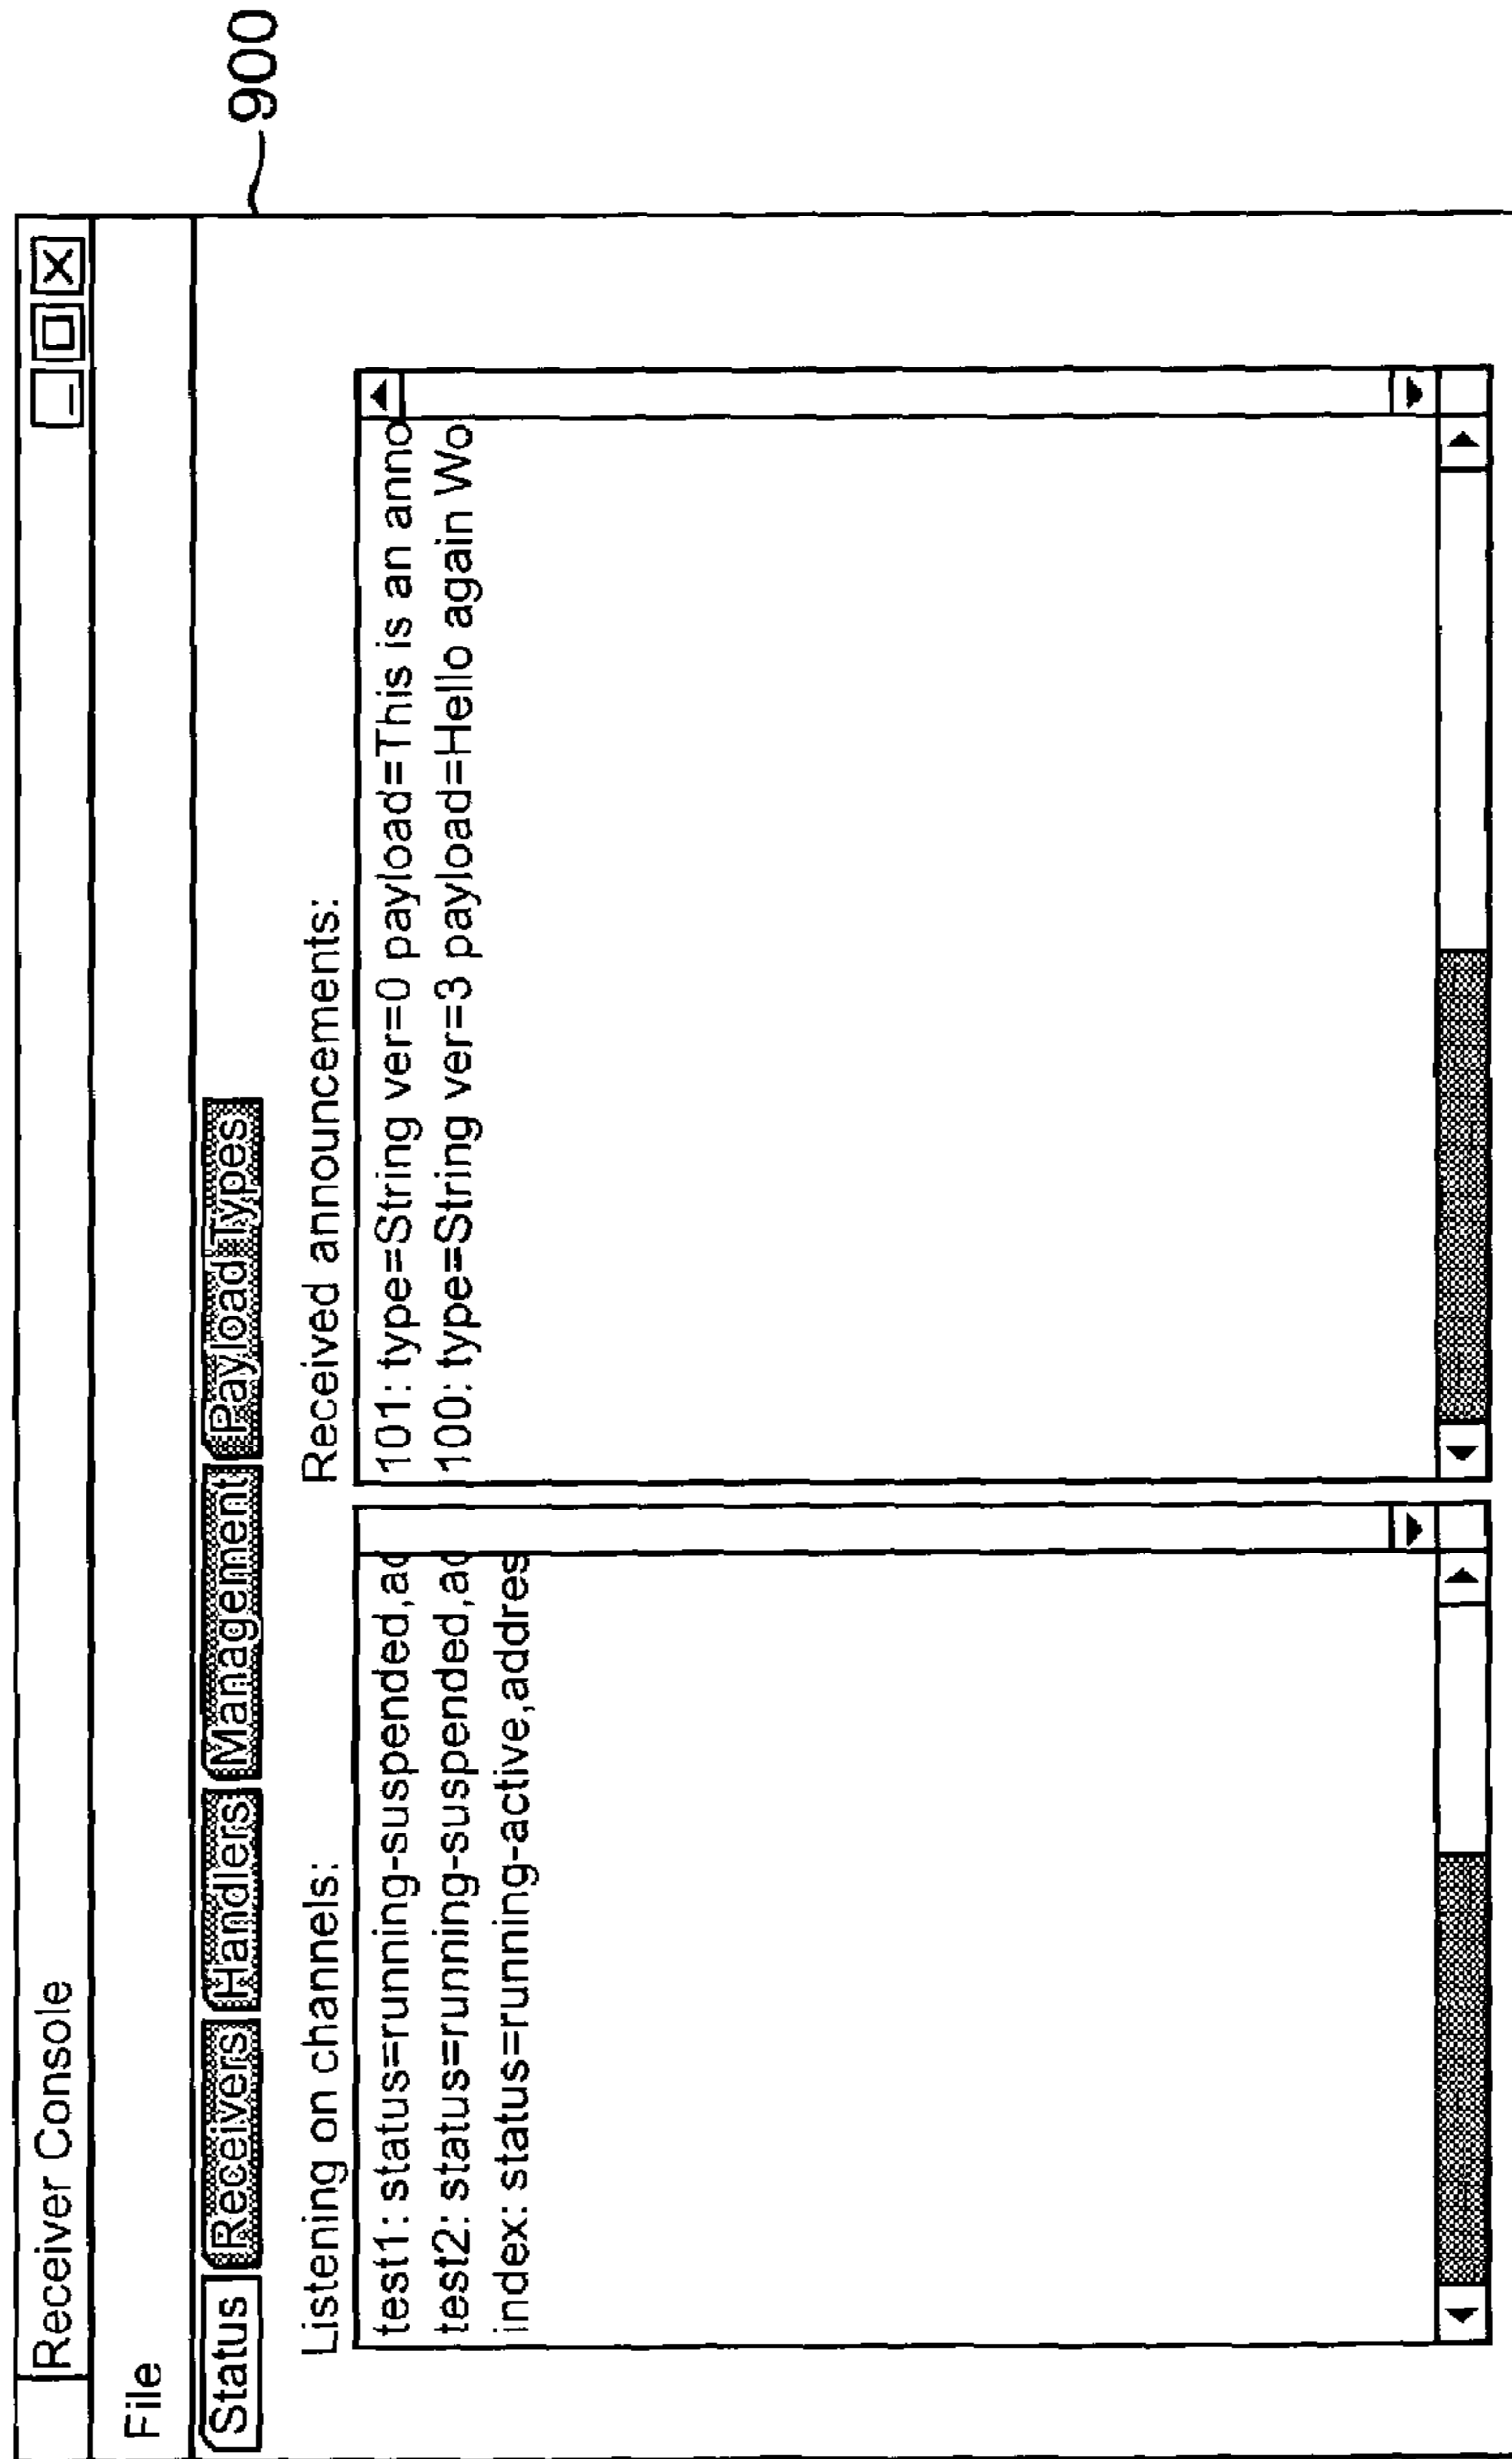 Receiver Console
File
Status Receivers Handlers Management Payload Types
900
Listening on channels:
test1: status=running-suspended,ac
test2: status=running-suspended,ac
index: status=running-active,addres
Received announcements:
101: type=String ver=0 payload=This is an anno
100: type=String ver=3 payload=Hello again Wo